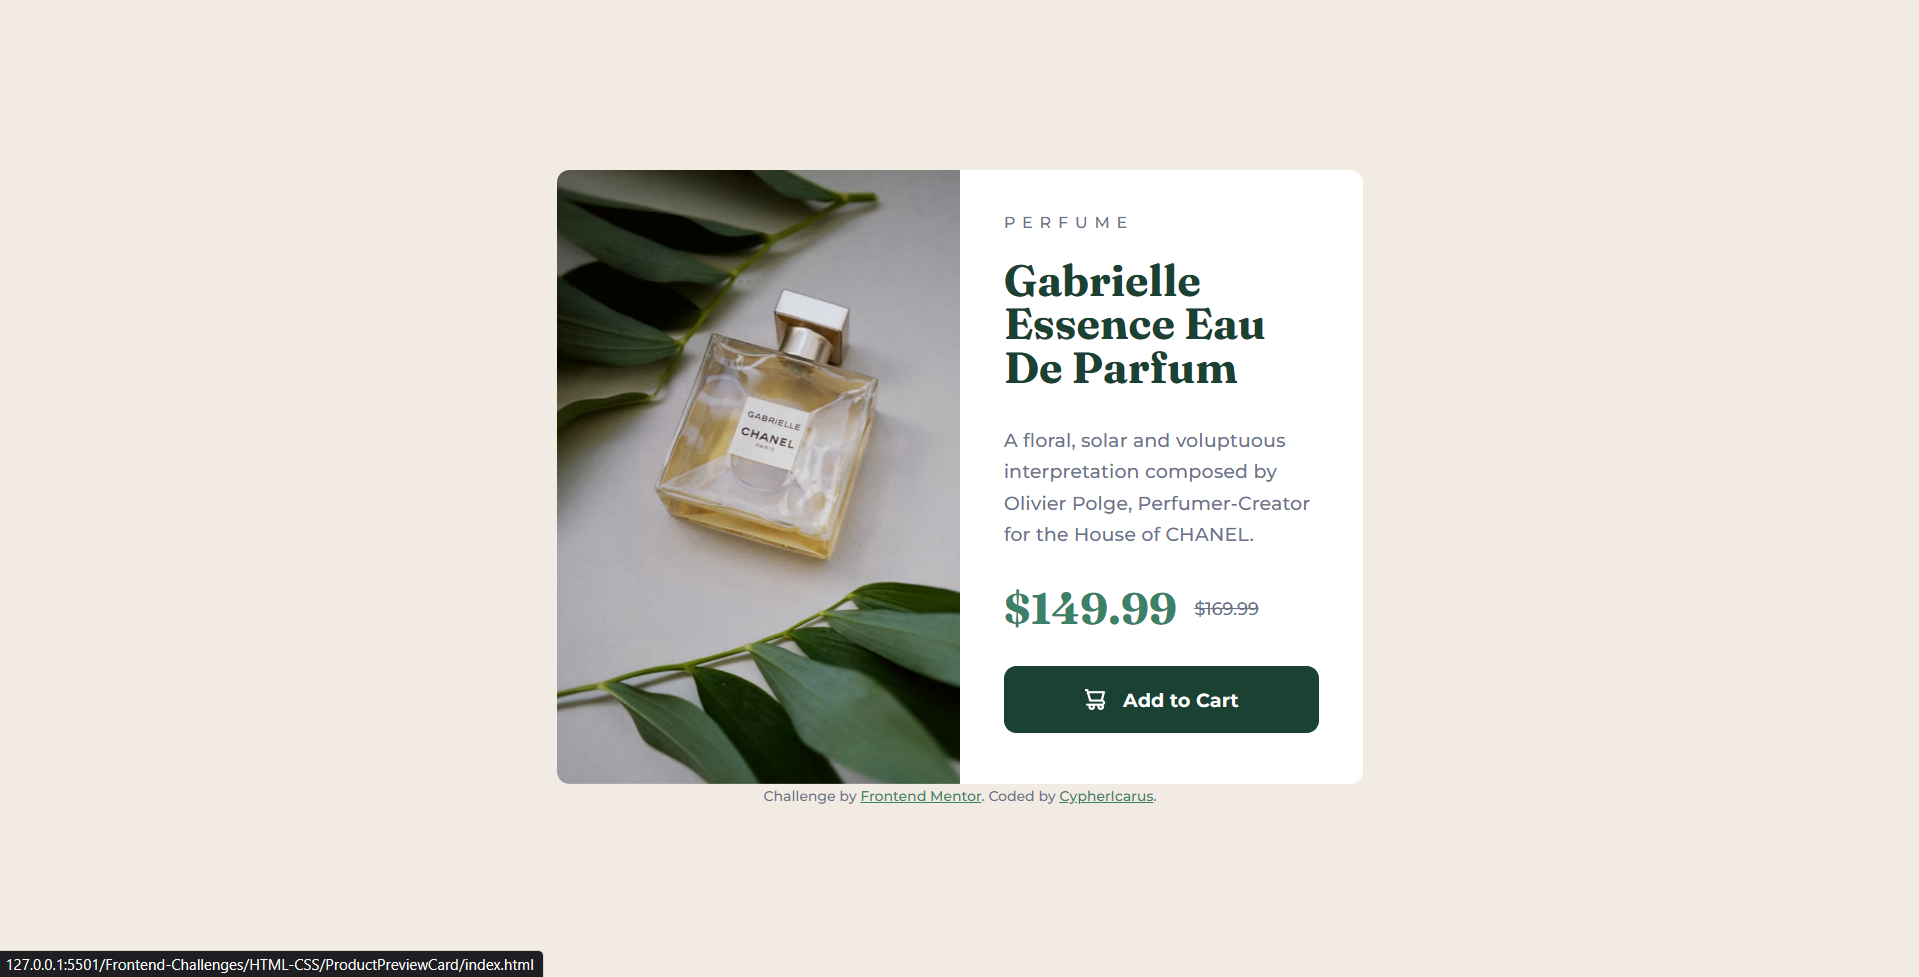 GABRIELLE
CHANEL
PARIS
PERFUME
Gabrielle
Essence Eau
De Parfum
A floral, solar and voluptuous
interpretation composed by
Olivier Polge, Perfumer-Creator
for the House of CHANEL.
$149.99 $169.99
Add to Cart
Challenge by Frontend Mentor. Coded by CypherIcarus.
127.0.0.1:5501/Frontend-Challenges/HTML-CSS/ProductPreviewCard/index.html